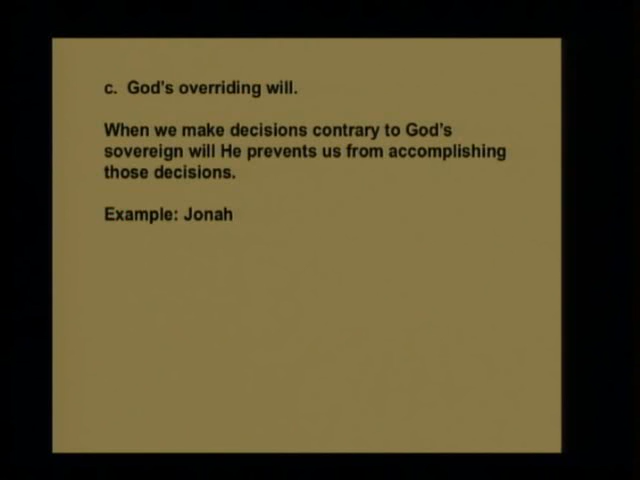 c. God's overriding will.
When we make decisions contrary to God's
sovereign will He prevents us from accomplishing
those decisions.
Example: Jonah